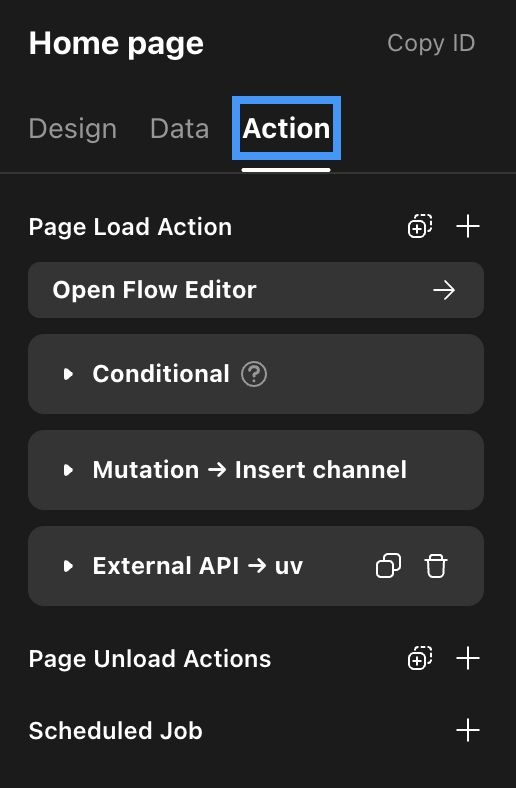 Home page Copy ID
Design Data Action
Page Load Action
Open Flow Editor →
Conditional ?
Mutation → Insert channel
External API → uv
Page Unload Actions
Scheduled Job